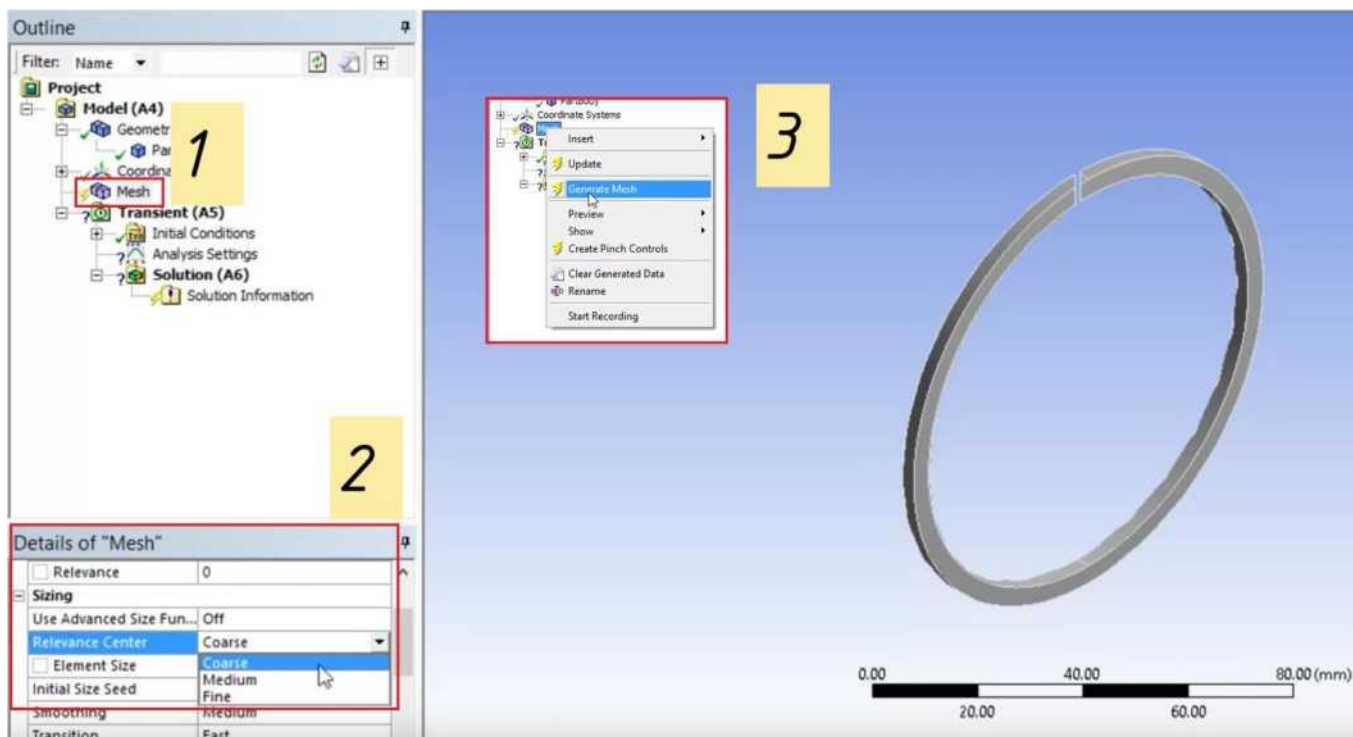 Outline
Filter: Name
Project
Model (A4)
Geometr
Pa
Coordina
Mesh
Transient (A5)
Initial Conditions
Analysis Settings
Solution (A6)
Solution Information
1
2
Details of "Mesh"
Relevance 0
Sizing
Use Advanced Size Fun... Off
Relevance Center Coarse
Coarse
Element Size
Medium
Initial Size Seed
Fine
Smoothing Medium
Transition Fast
PartBody
Coordinate Systems
Insert
Update
Generate Mesh
Preview
Show
Create Pinch Controls
Clear Generated Data
Rename
Start Recording
3
0.00 40.00 80.00 (mm)
20.00 60.00